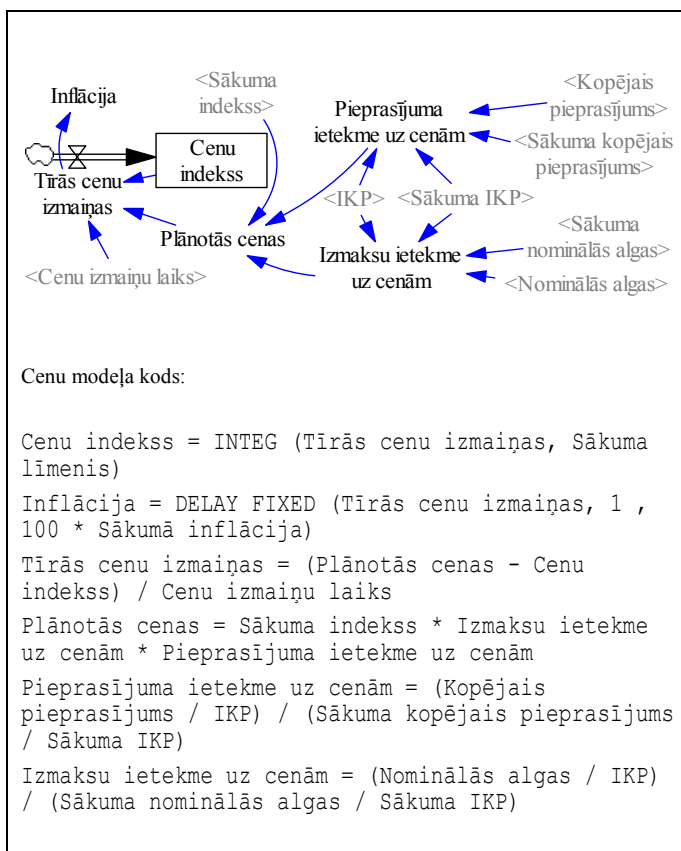 <Sākuma
indekss>
Inflācija
Cenu
indekss
Tīrās cenu
izmaiņas
Plānotās cenas
<Cenu izmaiņu laiks>
Pieprasījuma
ietekme uz cenām
<Kopējais
pieprasījums>
<Sākuma kopējais
pieprasījums>
<IKP>
<Sākuma IKP>
Izmaksu ietekme
uz cenām
<Sākuma
nominālās algas>
<Nominālās algas>
Cenu modeļa kods:
Cenu indekss = INTEG (Tīrās cenu izmaiņas, Sākuma
līmenis)
Inflācija = DELAY FIXED (Tīrās cenu izmaiņas, 1 ,
100 * Sākumā inflācija)
Tīrās cenu izmaiņas = (Plānotās cenas - Cenu
indekss) / Cenu izmaiņu laiks
Plānotās cenas = Sākuma indekss * Izmaksu ietekme
uz cenām * Pieprasījuma ietekme uz cenām
Pieprasījuma ietekme uz cenām = (Kopējais
pieprasījums / IKP) / (Sākuma kopējais pieprasījums
/ Sākuma IKP)
Izmaksu ietekme uz cenām = (Nominālās algas / IKP)
/ (Sākuma nominālās algas / Sākuma IKP)